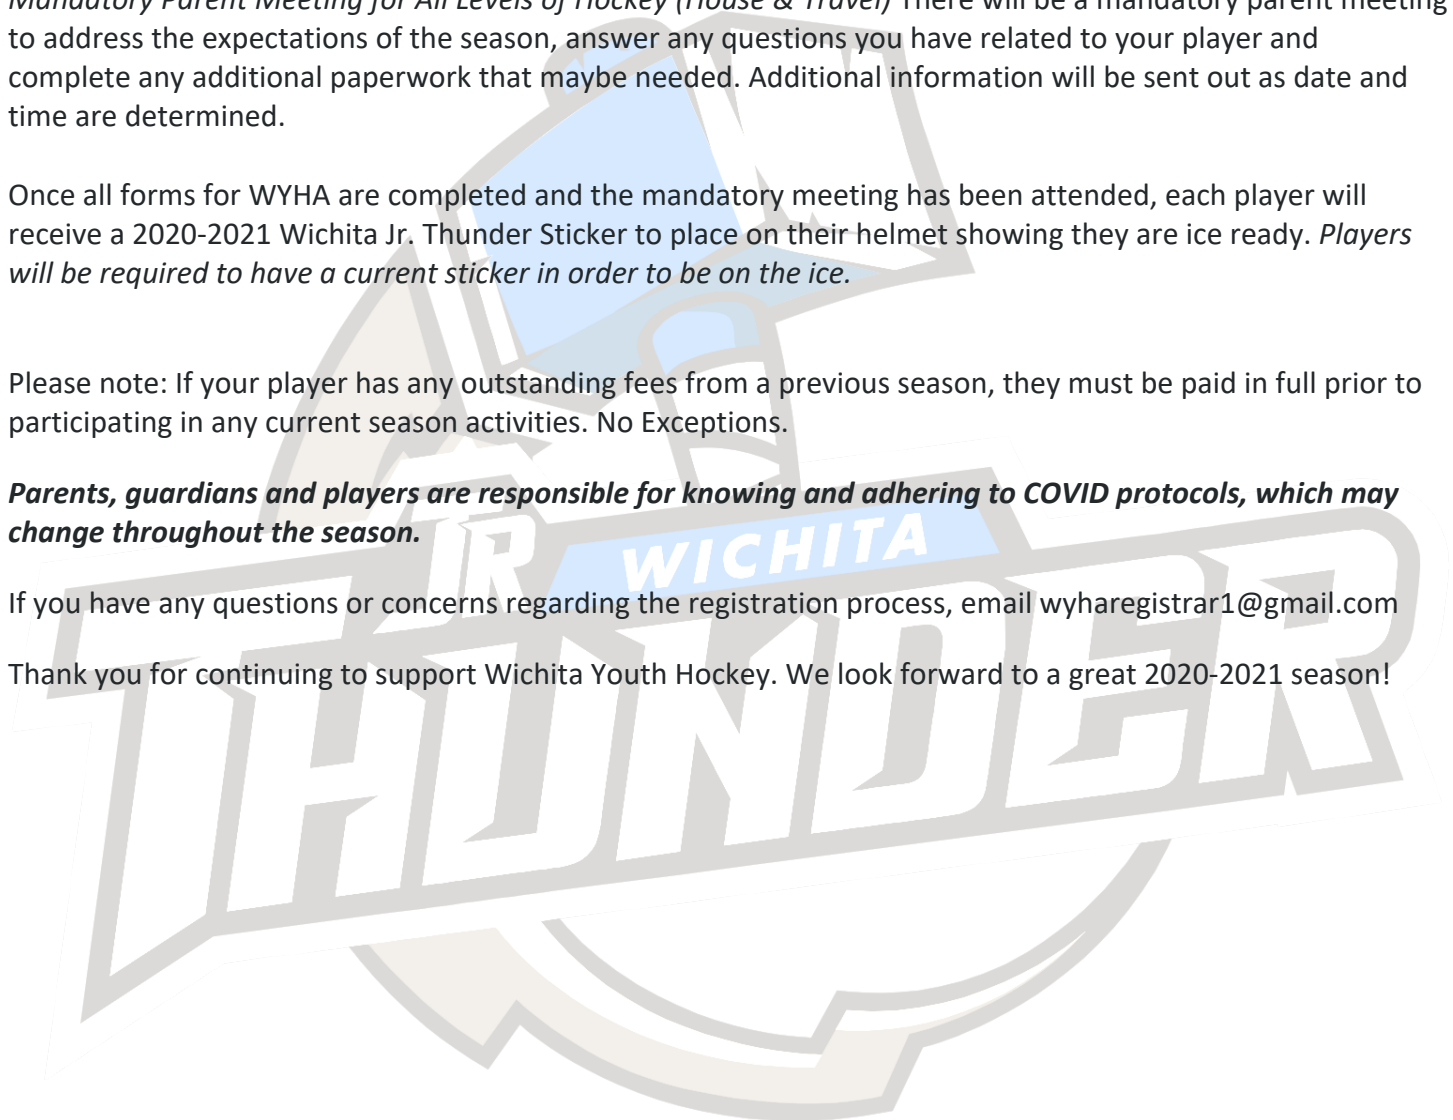 Mandatory Parent Meeting for All Levels of Hockey (House & Travel) There will be a mandatory parent meeting
to address the expectations of the season, answer any questions you have related to your player and
complete any additional paperwork that maybe needed. Additional information will be sent out as date and
time are determined.
Once all forms for WYHA are completed and the mandatory meeting has been attended, each player will
receive a 2020-2021 Wichita Jr. Thunder Sticker to place on their helmet showing they are ice ready. Players
will be required to have a current sticker in order to be on the ice.
Please note: If your player has any outstanding fees from a previous season, they must be paid in full prior to
participating in any current season activities. No Exceptions.
Parents, guardians and players are responsible for knowing and adhering to COVID protocols, which may
change throughout the season.
If you have any questions or concerns regarding the registration process, email wyharegistrar1@gmail.com
Thank you for continuing to support Wichita Youth Hockey. We look forward to a great 2020-2021 season!
JR WICHITA
THUNDER